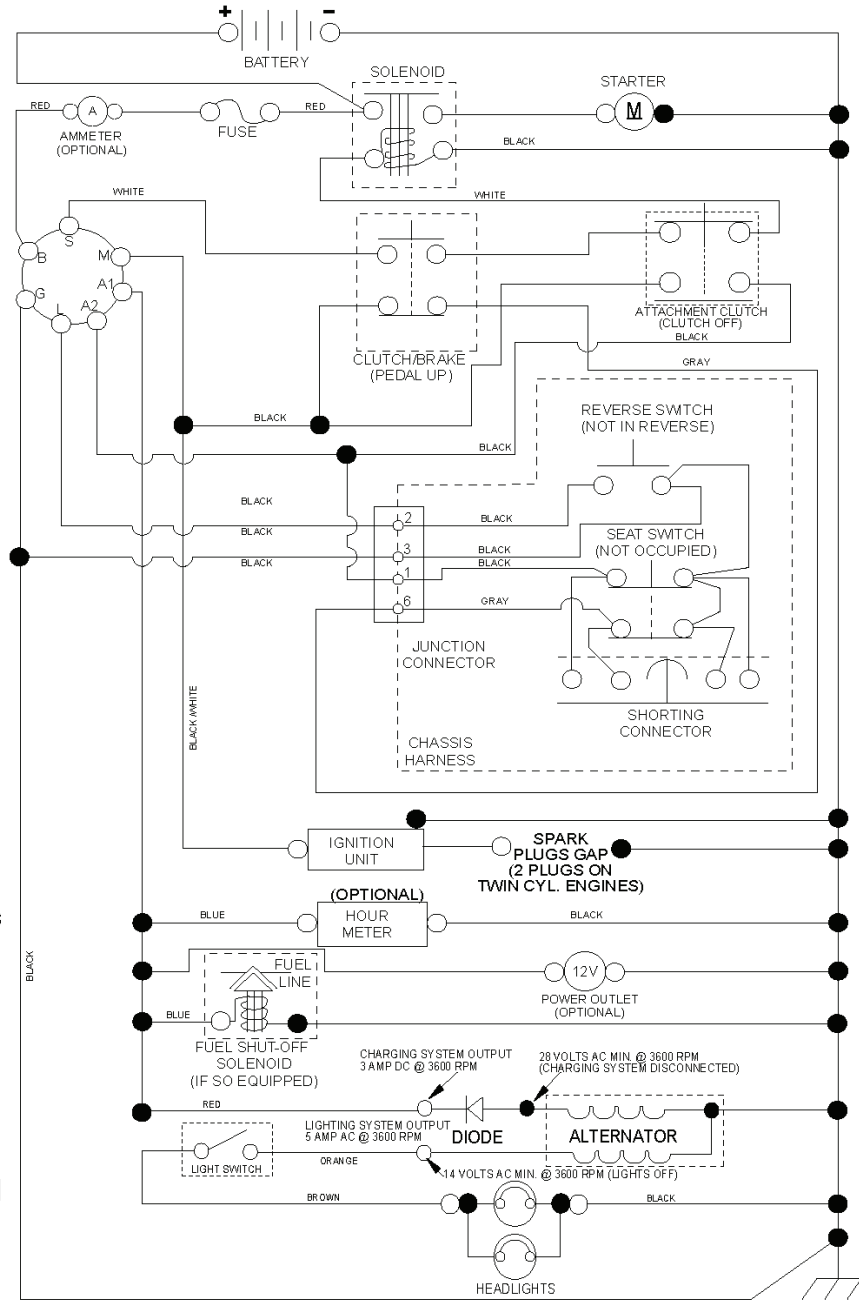 + -
BATTERY
SOLENOID
STARTER
RED
A
RED
M
AMMETER
(OPTIONAL)
FUSE
BLACK
WHITE
WHITE
S
B
M
G
A1
L
A2
ATTACHMENT CLUTCH
(CLUTCH OFF)
BLACK
CLUTCH/BRAKE
(PEDAL UP)
GRAY
BLACK
BLACK
REVERSE SWITCH
(NOT IN REVERSE)
BLACK
2
BLACK
BLACK
SEAT SWITCH
(NOT OCCUPIED)
3
BLACK
BLACK
BLACK
1
6
GRAY
JUNCTION
CONNECTOR
SHORTING
CONNECTOR
BLACK/WHITE
CHASSIS
HARNESS
IGNITION
UNIT
SPARK
PLUGS GAP
(2 PLUGS ON
TWIN CYL. ENGINES)
(OPTIONAL)
BLUE
HOUR
METER
BLACK
BLACK
FUEL
LINE
12V
POWER OUTLET
(OPTIONAL)
BLUE
FUEL SHUT-OFF
SOLENOID
(IF SO EQUIPPED)
CHARGING SYSTEM OUTPUT
3 AMP DC @ 3600 RPM
28 VOLTS AC MIN. @ 3600 RPM
(CHARGING SYSTEM DISCONNECTED)
RED
LIGHTING SYSTEM OUTPUT
5 AMP AC @ 3600 RPM
DIODE
ALTERNATOR
LIGHT SWITCH
ORANGE
14 VOLTS AC MIN. @ 3600 RPM (LIGHTS OFF)
BROWN
BLACK
HEADLIGHTS